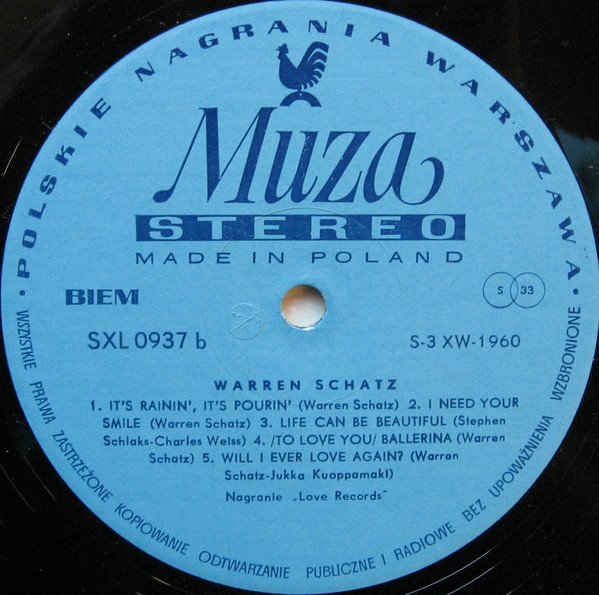 • POLSKIE NAGRANIA WARSZAWA •
Muza
STEREO
MADE IN POLAND
BIEM
S 33
SXL 0937 b
S-3 XW-1960
WARREN SCHATZ
1. IT'S RAININ', IT'S POURIN' (Warren Schatz) 2. I NEED YOUR
SMILE (Warren Schatz) 3. LIFE CAN BE BEAUTIFUL (Stephen
Schlaks-Charles Weiss) 4. /TO LOVE YOU/ BALLERINA (Warren
Schatz) 5. WILL I EVER LOVE AGAIN? (Warren
Schatz-Jukka Kuoppamaki)
Nagranie „Love Records"
WSZYSTKIE PRAWA ZASTRZEŻONE KOPIOWANIE ODTWARZANIE PUBLICZNE I RADIOWE BEZ UPOWAŻNIENIA WZBRONIONE